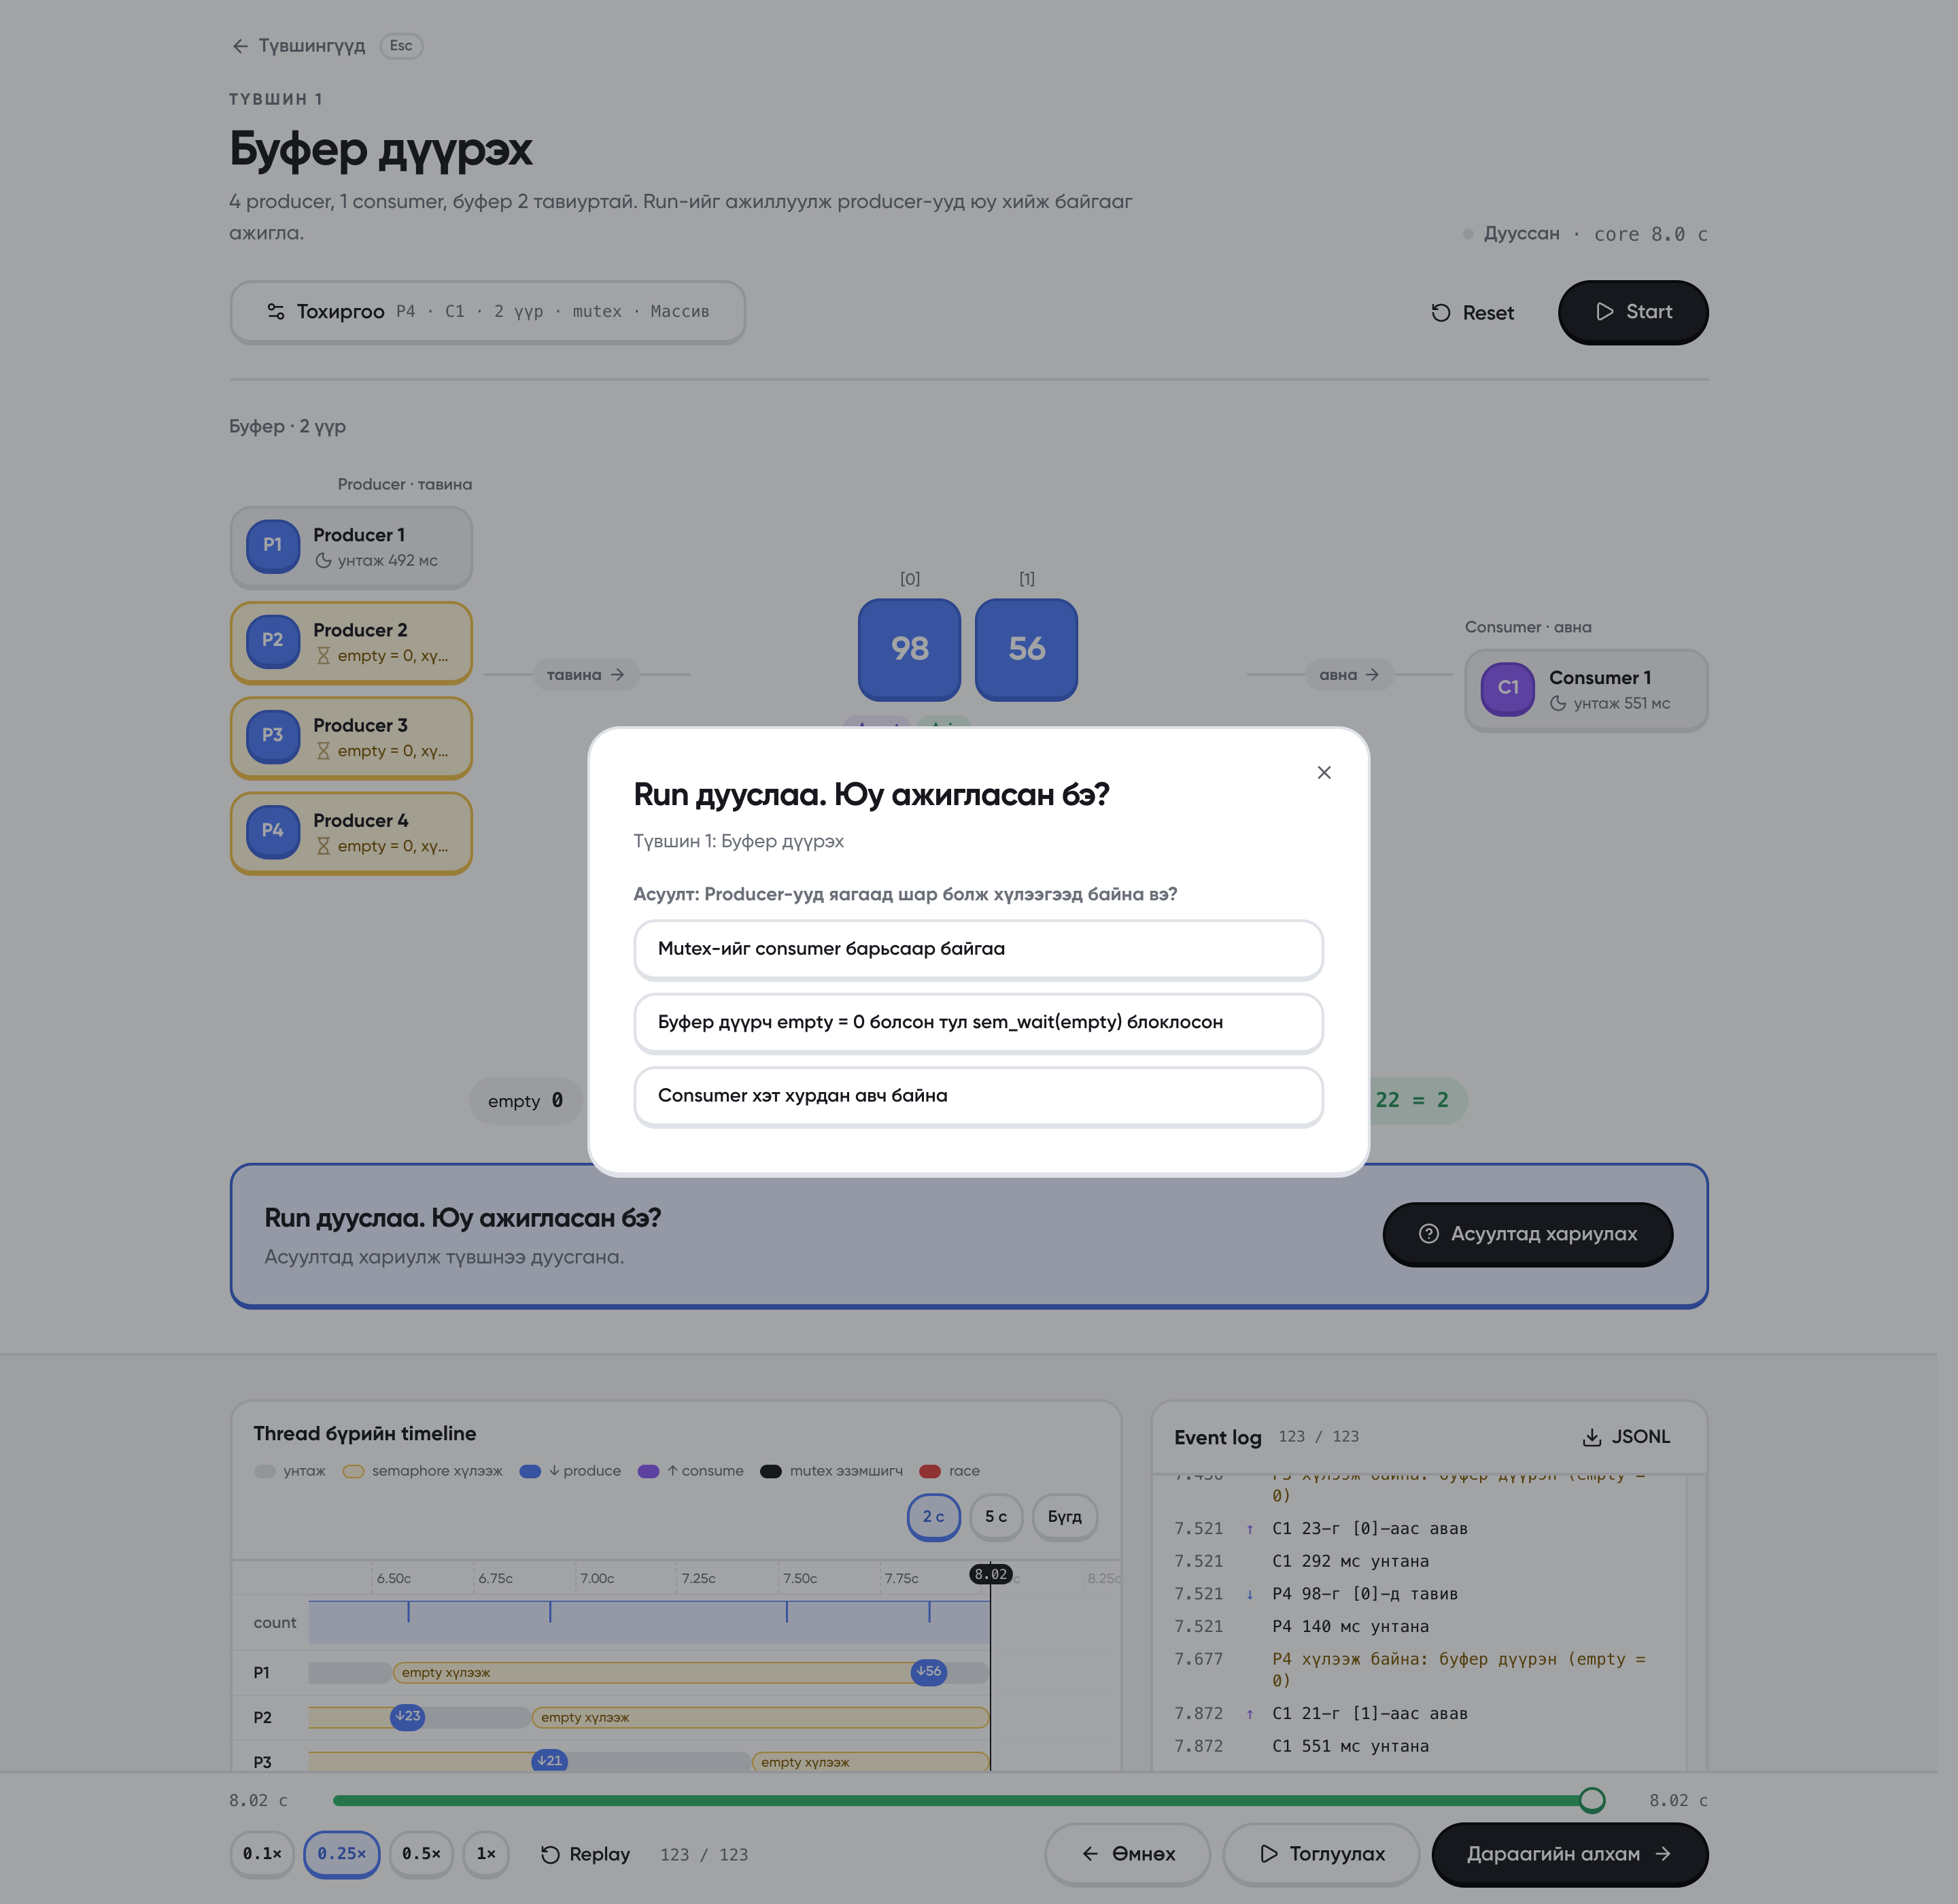 Түвшингүүд Esc
ТҮВШИН 1
Буфер дүүрэх
4 producer, 1 consumer, буфер 2 тавиуртай. Run-ийг ажиллуулж producer-ууд юу хийж байгааг
ажигла.
Дууссан · core 8.0 с
Тохиргоо P4 · C1 · 2 үүр · mutex · Массив
Reset
Start
Буфер · 2 үүр
Producer · тавина
P1 Producer 1
унтаж 492 мс
P2 Producer 2
empty = 0, хү…
P3 Producer 3
empty = 0, хү…
P4 Producer 4
empty = 0, хү…
тавина →
[0] [1]
98 56
авна →
Consumer · авна
C1 Consumer 1
унтаж 551 мс
Run дууслаа. Юу ажигласан бэ?
Түвшин 1: Буфер дүүрэх
Асуулт: Producer-ууд яагаад шар болж хүлээгээд байна вэ?
Mutex-ийг consumer барьсаар байгаа
Буфер дүүрч empty = 0 болсон тул sem_wait(empty) блоклосон
Consumer хэт хурдан авч байна
empty 0
22 = 2
Run дууслаа. Юу ажигласан бэ?
Асуултад хариулж түвшнээ дуусгана.
Асуултад хариулах
Thread бүрийн timeline
унтаж semaphore хүлээж ↓ produce ↑ consume mutex эзэмшигч race
2 с 5 с Бүгд
6.50с 6.75с 7.00с 7.25с 7.50с 7.75с 8.02 8.25с
count
P1 empty хүлээж ↓56
P2 ↓23 empty хүлээж
P3 ↓21 empty хүлээж
Event log 123 / 123 JSONL
0)
7.521 ↑ C1 23-г [0]-аас авав
7.521 C1 292 мс унтана
7.521 ↓ P4 98-г [0]-д тавив
7.521 P4 140 мс унтана
7.677 P4 хүлээж байна: буфер дүүрэн (empty =
0)
7.872 ↑ C1 21-г [1]-аас авав
7.872 C1 551 мс унтана
8.02 с
8.02 с
0.1× 0.25× 0.5× 1× Replay 123 / 123
← Өмнөх Тоглуулах Дараагийн алхам →